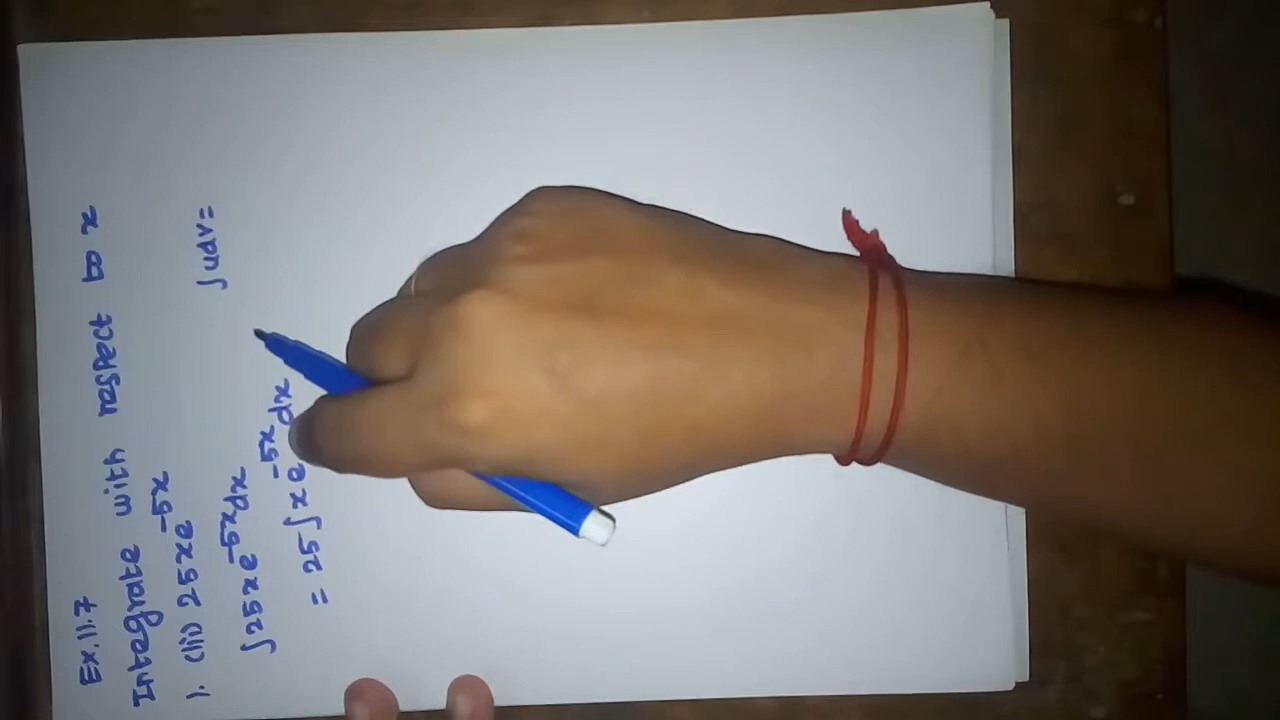 Ex.11.7
Integrate with respect to x
1. (iii) 25xe^-5x
∫udv=
∫25xe^-5x dx
= 25∫xe^-5x dx